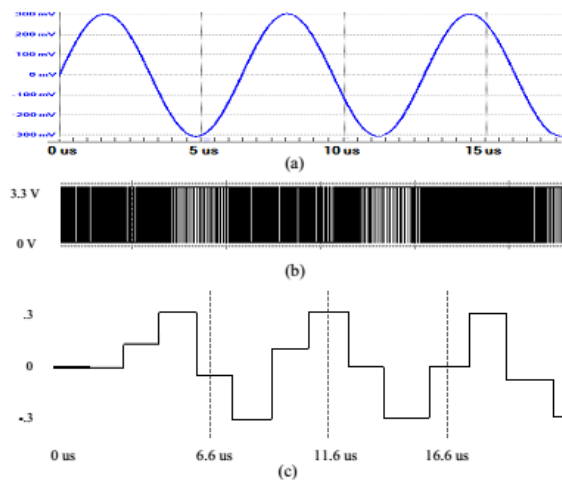 300 mV
200 mV
100 mV
0 mV
-100 mV
-200 mV
300 mV
0 us 5 us 10 us 15 us
(a)
3.3 V
0 V
(b)
.3
0
-.3
0 us 6.6 us 11.6 us 16.6 us
(c)